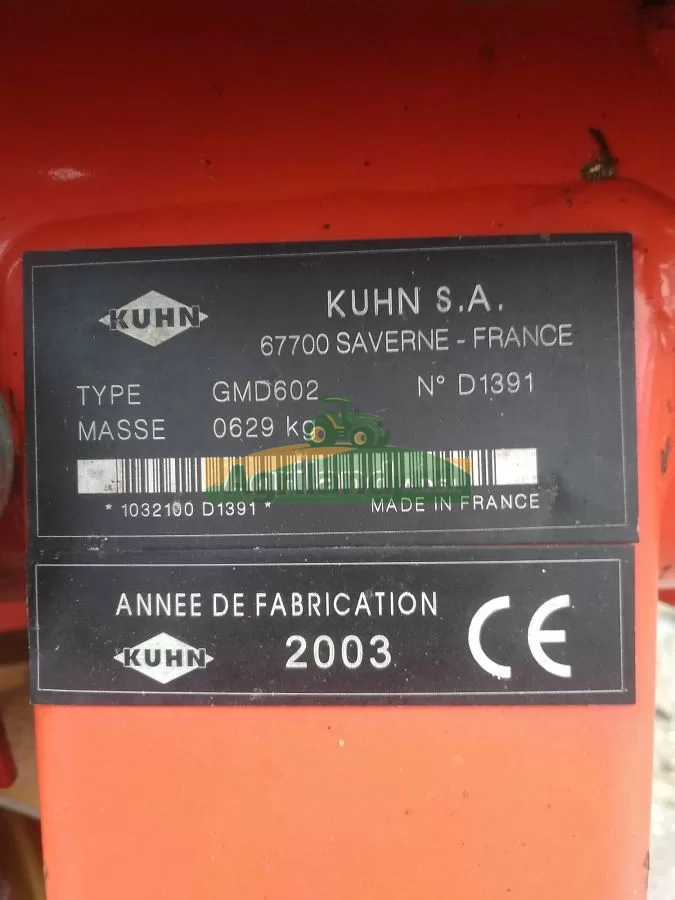 KUHN
KUHN S.A.
67700 SAVERNE - FRANCE
TYPE GMD602 N° D1391
MASSE 0629 kg
Agriland
* 1032100 D1391 * MADE IN FRANCE
ANNEE DE FABRICATION
KUHN 2003 CE